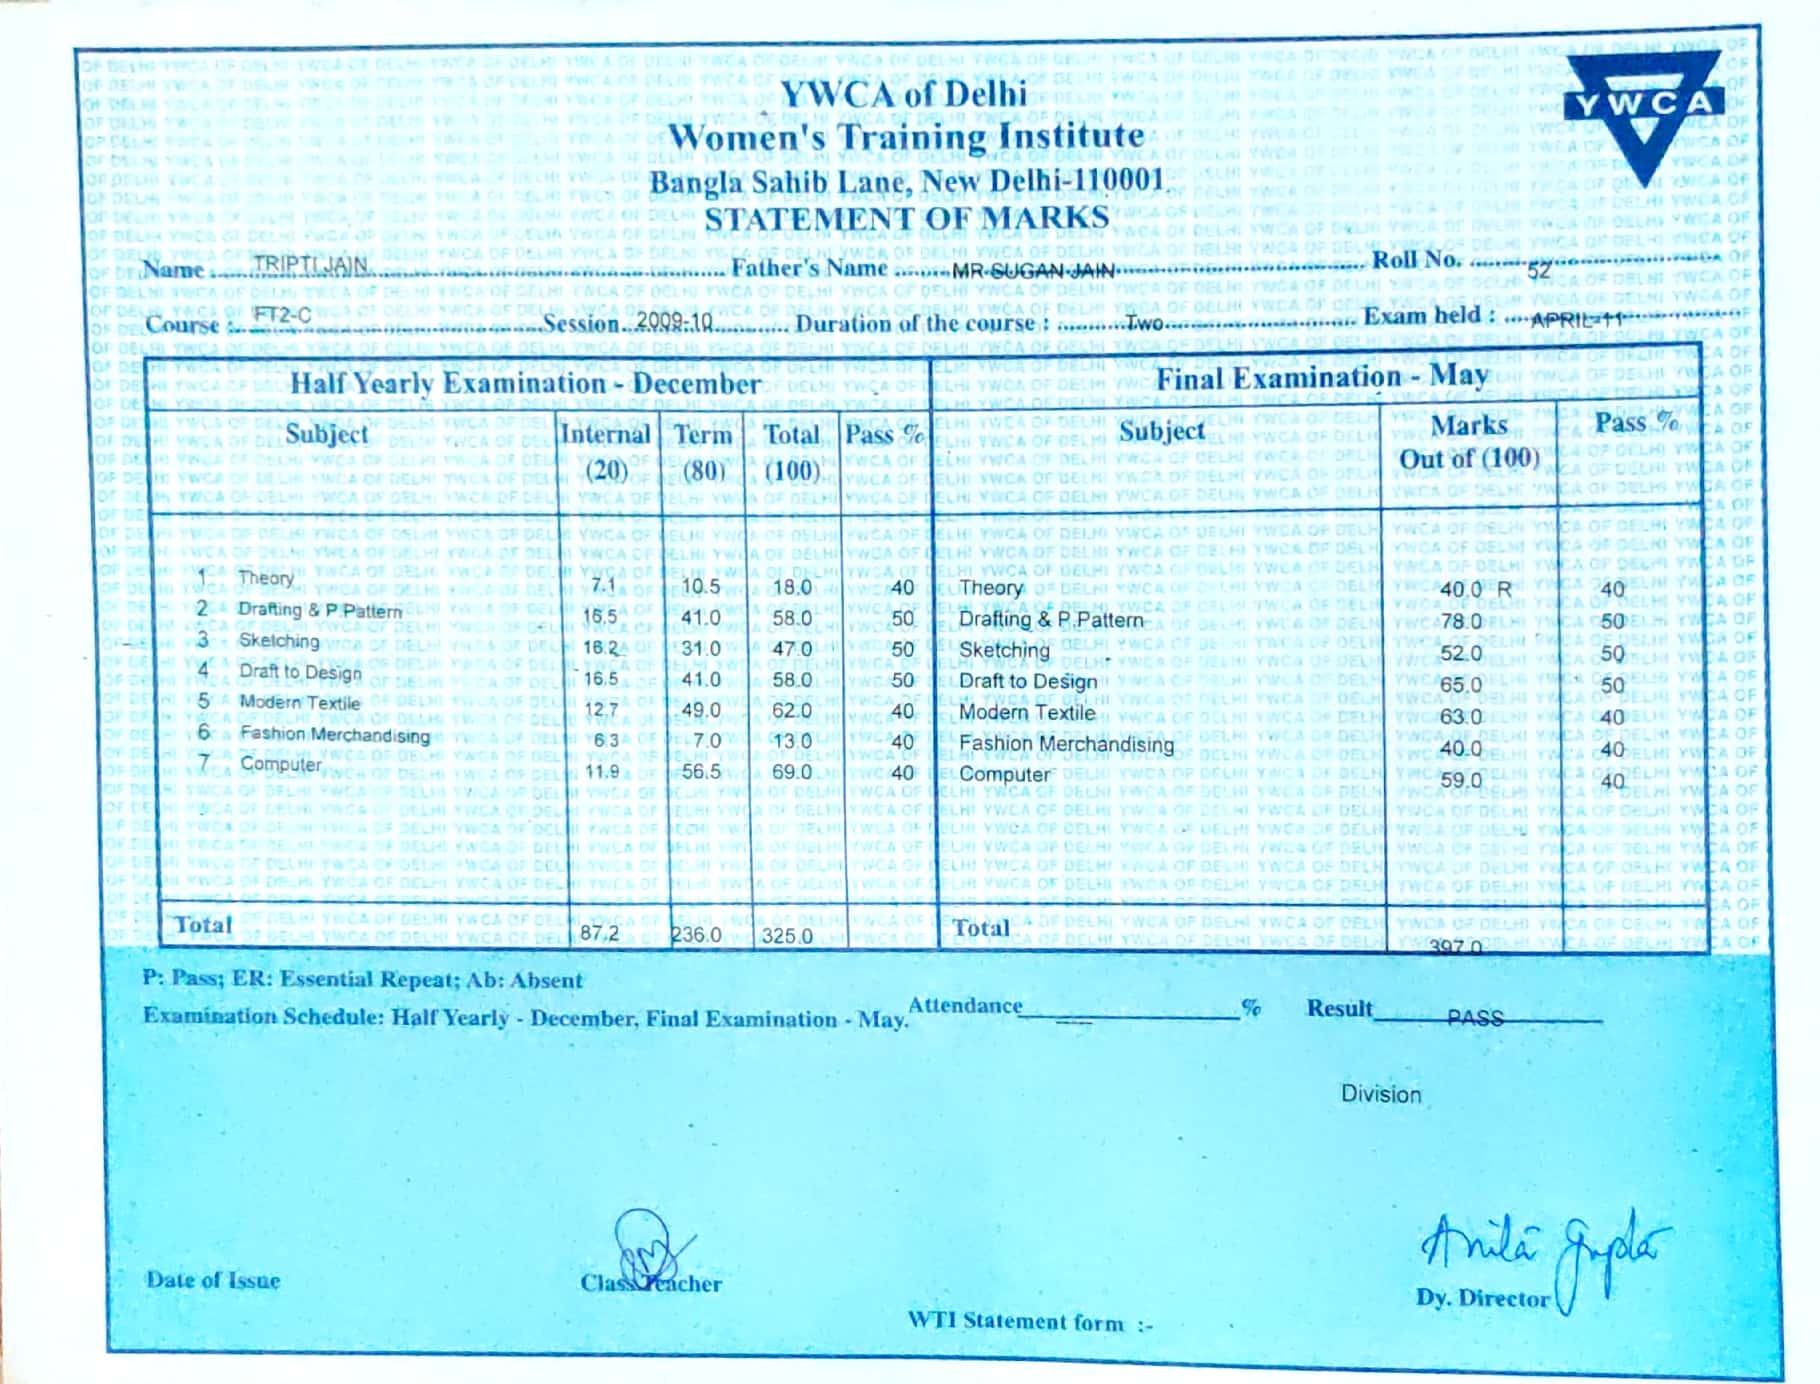 YWCA of Delhi
Women's Training Institute
Bangla Sahib Lane, New Delhi-110001
STATEMENT OF MARKS
YWCA
Name TRIPTI JAIN Father's Name MR SUGAN JAIN Roll No. 52
Course : FT2-C Session 2009-10 Duration of the course : Two Exam held : APRIL-11
Half Yearly Examination - December Final Examination - May
Subject Internal (20) Term (80) Total (100) Pass % Subject Marks Out of (100) Pass %
1 Theory 7.1 10.5 18.0 40 Theory 40.0 R 40
2 Drafting & P.Pattern 16.5 41.0 58.0 50 Drafting & P.Pattern 78.0 50
3 Sketching 16.2 31.0 47.0 50 Sketching 52.0 50
4 Draft to Design 16.5 41.0 58.0 50 Draft to Design 65.0 50
5 Modern Textile 12.7 49.0 62.0 40 Modern Textile 63.0 40
6 Fashion Merchandising 6.3 7.0 13.0 40 Fashion Merchandising 40.0 40
7 Computer 11.9 56.5 69.0 40 Computer 59.0 40
Total 87.2 236.0 325.0 Total 397.0
P: Pass; ER: Essential Repeat; Ab: Absent
Examination Schedule: Half Yearly - December, Final Examination - May. Attendance % Result PASS
Division
Anita Gupta
Date of Issue Class Teacher Dy. Director
WTI Statement form :-